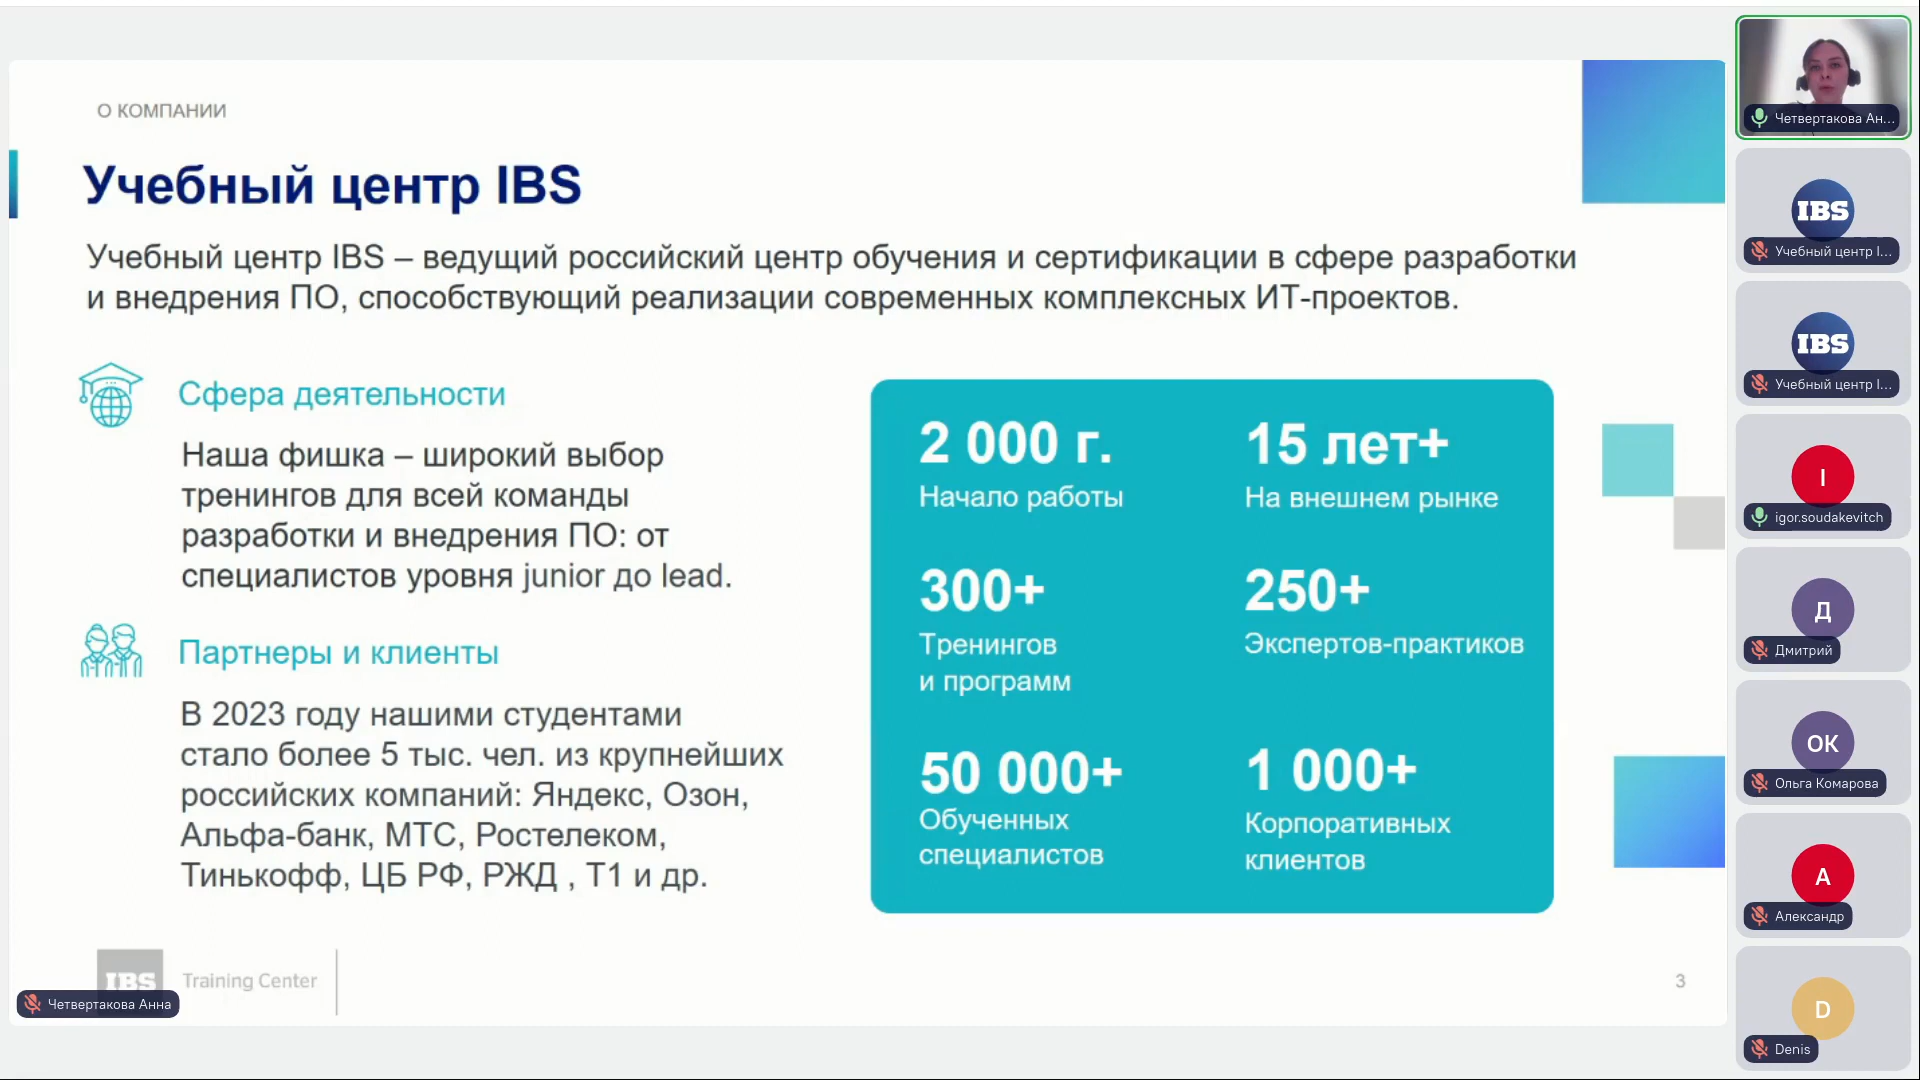 О КОМПАНИИ
Учебный центр IBS
Учебный центр IBS – ведущий российский центр обучения и сертификации в сфере разработки
и внедрения ПО, способствующий реализации современных комплексных ИТ-проектов.
Сфера деятельности
Наша фишка – широкий выбор
тренингов для всей команды
разработки и внедрения ПО: от
специалистов уровня junior до lead.
Партнеры и клиенты
В 2023 году нашими студентами
стало более 5 тыс. чел. из крупнейших
российских компаний: Яндекс, Озон,
Альфа-банк, МТС, Ростелеком,
Тинькофф, ЦБ РФ, РЖД , Т1 и др.
2 000 г.
Начало работы
15 лет+
На внешнем рынке
300+
Тренингов
и программ
250+
Экспертов-практиков
50 000+
Обученных
специалистов
1 000+
Корпоративных
клиентов
IBS
Training Center
3
Четвертакова Анна
Четвертакова Ан...
IBS
Учебный центр I...
IBS
Учебный центр I...
I
igor.soudakevitch
Д
Дмитрий
ОК
Ольга Комарова
А
Александр
D
Denis